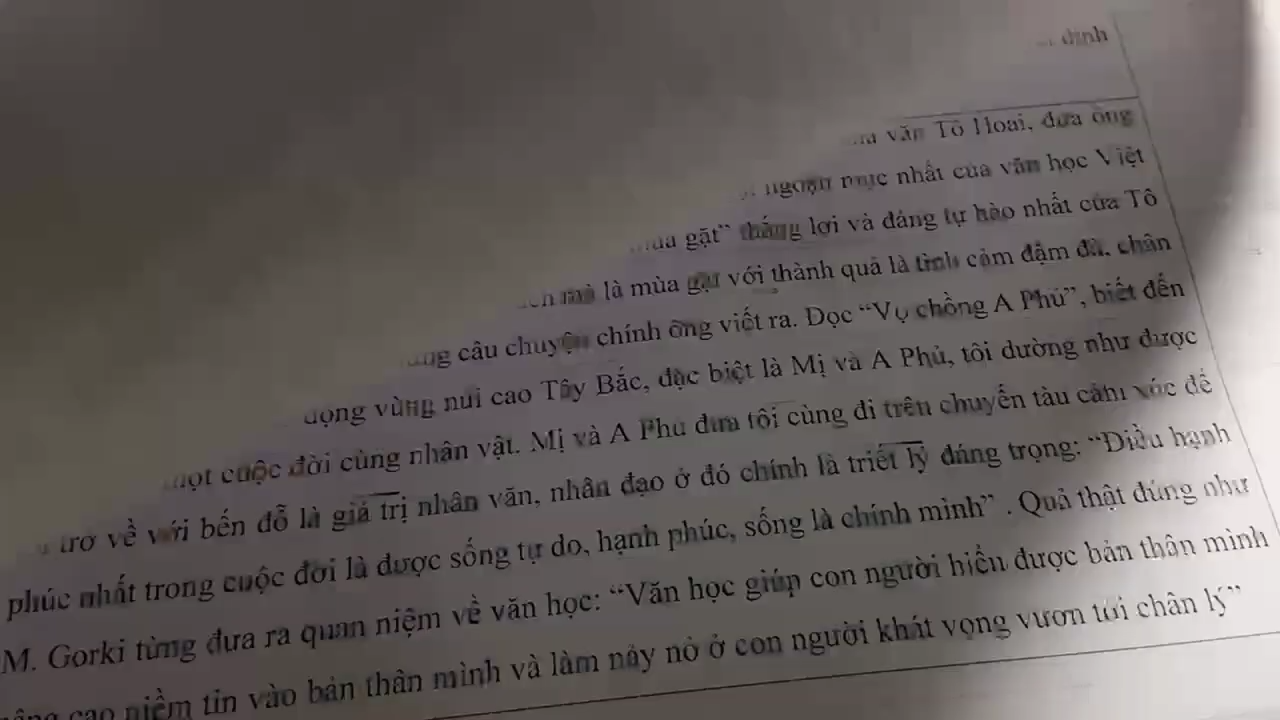 định
văn Tô Hoài, đưa ông
ngoạn mục nhất của văn học Việt
gặt” thắng lợi và đáng tự hào nhất của Tô
mà là mùa gặt với thành quả là tình cảm đậm đà, chân
câu chuyện chính ông viết ra. Đọc “Vợ chồng A Phủ”, biết đến
vùng núi cao Tây Bắc, đặc biệt là Mị và A Phủ, tôi dường như được
một cuộc đời cùng nhân vật. Mị và A Phủ đưa tôi cùng đi trên chuyến tàu cảm xúc để
trở về với bến đỗ là giá trị nhân văn, nhân đạo ở đó chính là triết lý đáng trọng: “Điều hạnh
phúc nhất trong cuộc đời là được sống tự do, hạnh phúc, sống là chính mình” . Quả thật đúng như
M. Gorki từng đưa ra quan niệm về văn học: “Văn học giúp con người hiểu được bản thân mình
cao niềm tin vào bản thân mình và làm nảy nở ở con người khát vọng vươn tới chân lý”